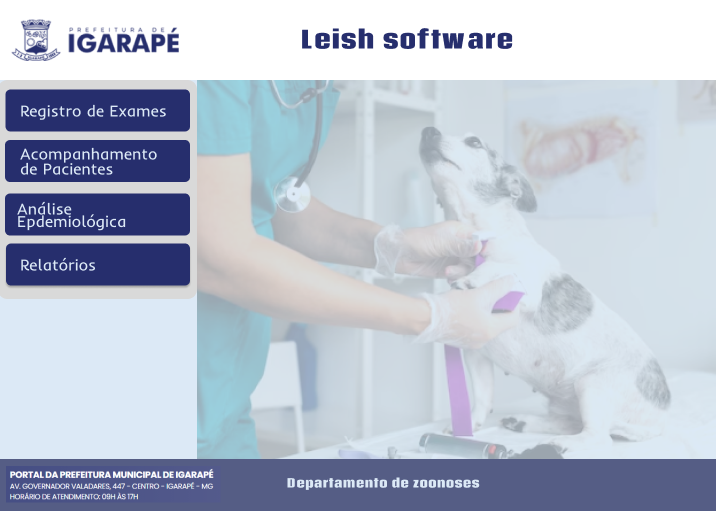 PREFEITURA DE
IGARAPÉ
Leish software
Registro de Exames
Acompanhamento
de Pacientes
Análise
Epdemiológica
Relatórios
PORTAL DA PREFEITURA MUNICIPAL DE IGARAPÉ
AV. GOVERNADOR VALADARES, 447 - CENTRO - IGARAPÉ - MG
HORÁRIO DE ATENDIMENTO: 09H ÀS 17H
Departamento de zoonoses